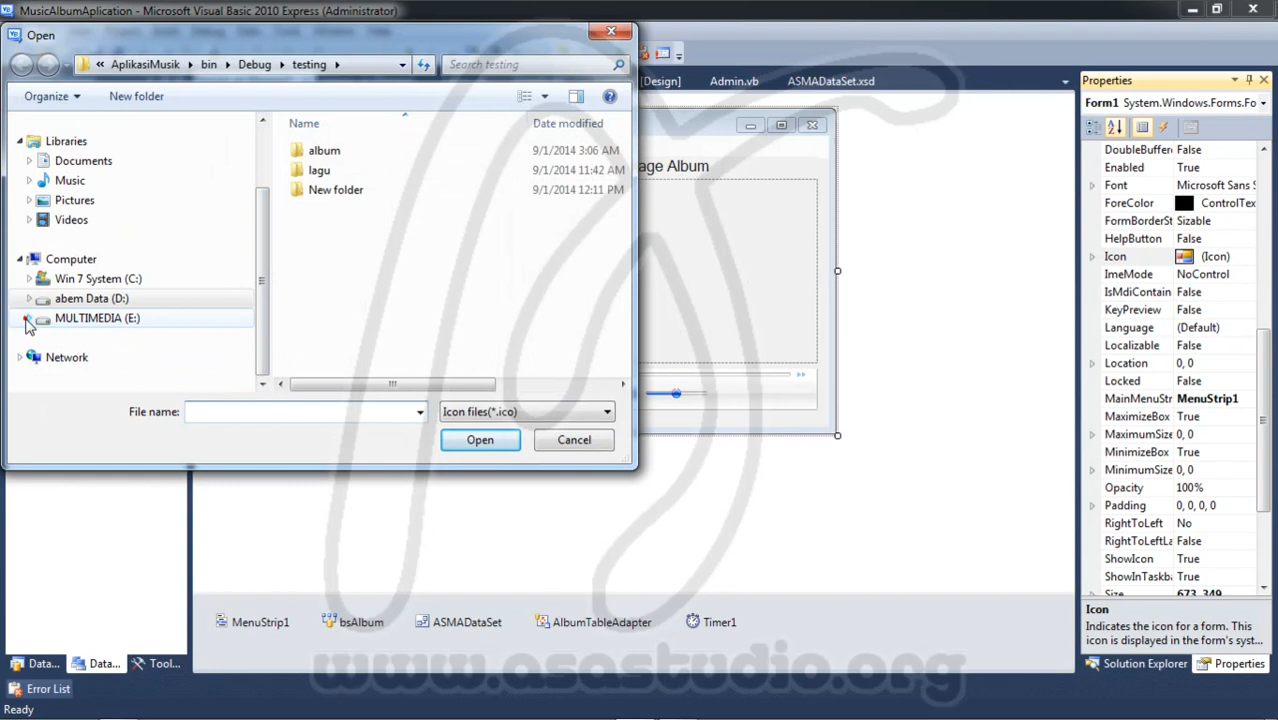 MusicAlbumAplication - Microsoft Visual Basic 2010 Express (Administrator)
Open
AplikasiMusik bin Debug testing
Search testing
Organize New folder
Libraries
Documents
Music
Pictures
Videos
Computer
Win 7 System (C:)
abem Data (D:)
MULTIMEDIA (E:)
Network
Name Date modified
album 9/1/2014 3:06 AM
lagu 9/1/2014 11:42 AM
New folder 9/1/2014 12:11 PM
File name: Icon files(*.ico)
Open Cancel
[Design] Admin.vb ASMADataSet.xsd
age Album
MenuStrip1 bsAlbum ASMADataSet AlbumTableAdapter Timer1
Properties
Form1 System.Windows.Forms.Fo
DoubleBuffere False
Enabled True
Font Microsoft Sans S
ForeColor ControlTex
FormBorderSt Sizable
HelpButton False
Icon (Icon)
ImeMode NoControl
IsMdiContain False
KeyPreview False
Language (Default)
Localizable False
Location 0, 0
Locked False
MainMenuStr MenuStrip1
MaximizeBox True
MaximumSize 0, 0
MinimizeBox True
MinimumSize 0, 0
Opacity 100%
Padding 0, 0, 0, 0
RightToLeft No
RightToLeftLa False
ShowIcon True
ShowInTaskba True
Size 673, 349
Icon
Indicates the icon for a form. This
icon is displayed in the form's syst...
Data... Data... Tool...
Solution Explorer Properties
Error List
Ready
www.asastudio.org